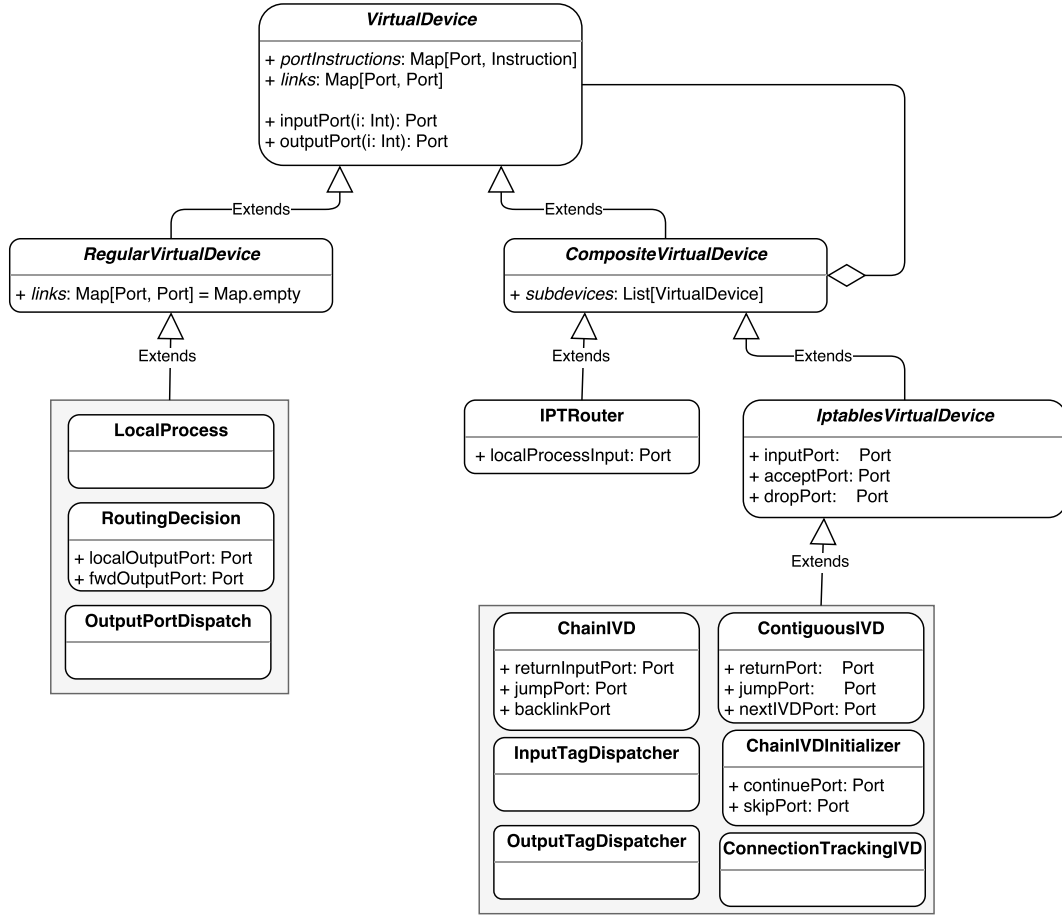 VirtualDevice
+ portInstructions: Map[Port, Instruction]
+ links: Map[Port, Port]
+ inputPort(i: Int): Port
+ outputPort(i: Int): Port
Extends
Extends
RegularVirtualDevice
+ links: Map[Port, Port] = Map.empty
CompositeVirtualDevice
+ subdevices: List[VirtualDevice]
Extends
Extends
Extends
LocalProcess
RoutingDecision
+ localOutputPort: Port
+ fwdOutputPort: Port
OutputPortDispatch
IPTRouter
+ localProcessInput: Port
IptablesVirtualDevice
+ inputPort: Port
+ acceptPort: Port
+ dropPort: Port
Extends
ChainIVD
+ returnInputPort: Port
+ jumpPort: Port
+ backlinkPort
ContiguousIVD
+ returnPort: Port
+ jumpPort: Port
+ nextIVDPort: Port
InputTagDispatcher
ChainIVDInitializer
+ continuePort: Port
+ skipPort: Port
OutputTagDispatcher
ConnectionTrackingIVD